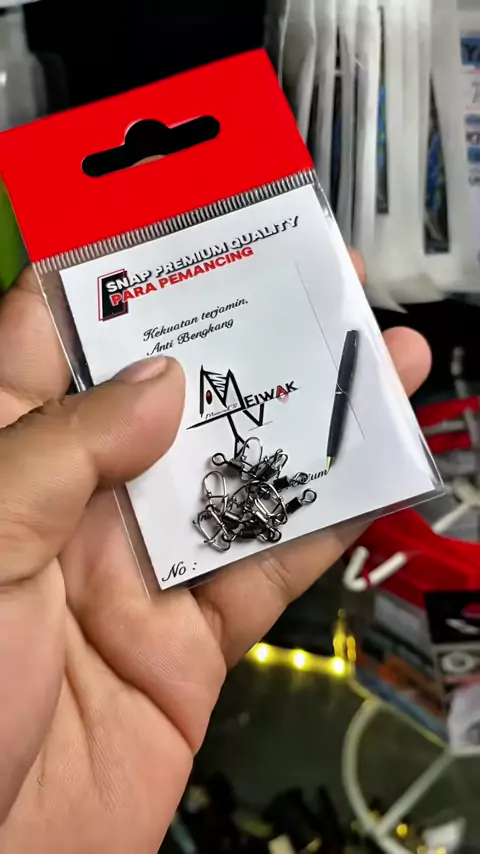 SNAP PREMIUM QUALITY
PARA PEMANCING
Kekuatan terjamin,
Anti Bengkang
MEIWAK
No :